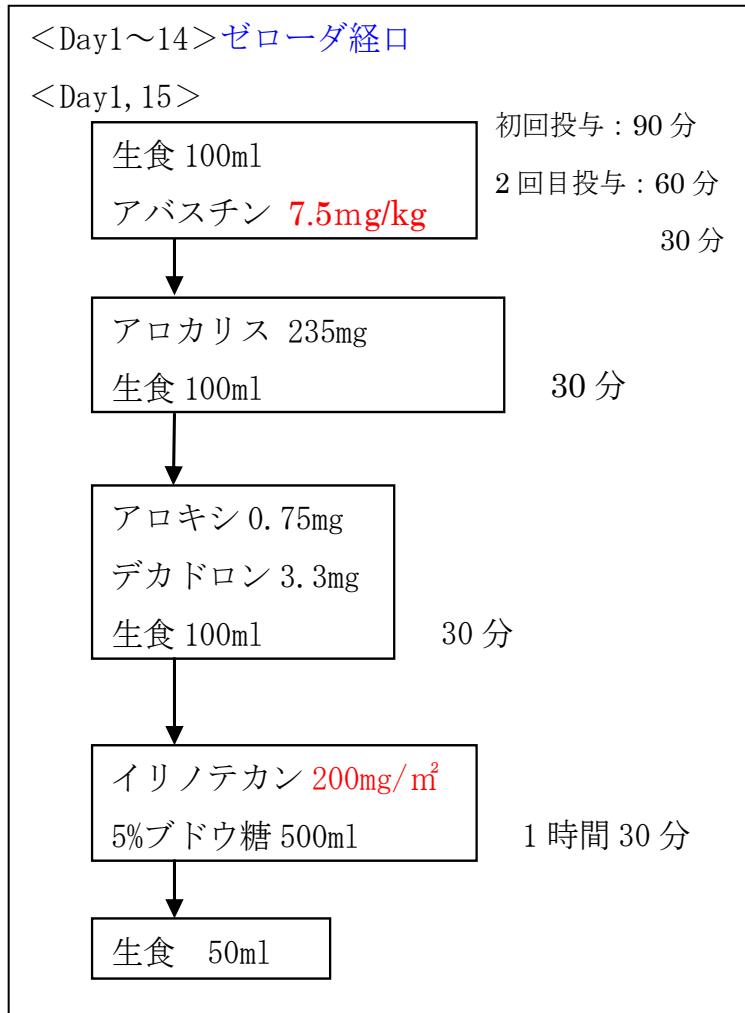 ＜Day1～14＞ゼローダ経口
＜Day1,15＞
初回投与：90分
生食100ml
2回目投与：60分
アバスチン 7.5mg/kg
30分
アロカリス 235mg
生食100ml
30分
アロキシ0.75mg
デカドロン3.3mg
生食100ml
30分
イリノテカン200mg/㎡
5%ブドウ糖500ml
1時間30分
生食　50ml